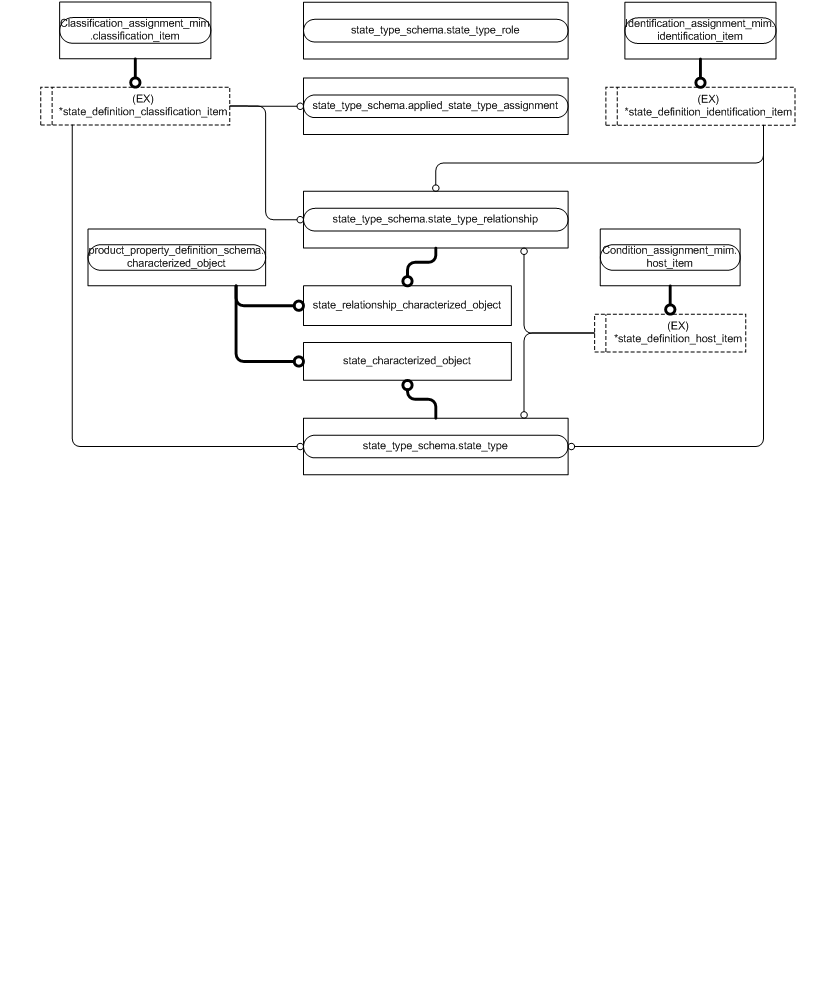 Classification_assignment_mim
.classification_item
state_type_schema.state_type_role
Identification_assignment_mim.
identification_item
(EX)
*state_definition_classification_item
state_type_schema.applied_state_type_assignment
(EX)
*state_definition_identification_item
state_type_schema.state_type_relationship
product_property_definition_schema.
characterized_object
Condition_assignment_mim.
host_item
state_relationship_characterized_object
(EX)
*state_definition_host_item
state_characterized_object
state_type_schema.state_type